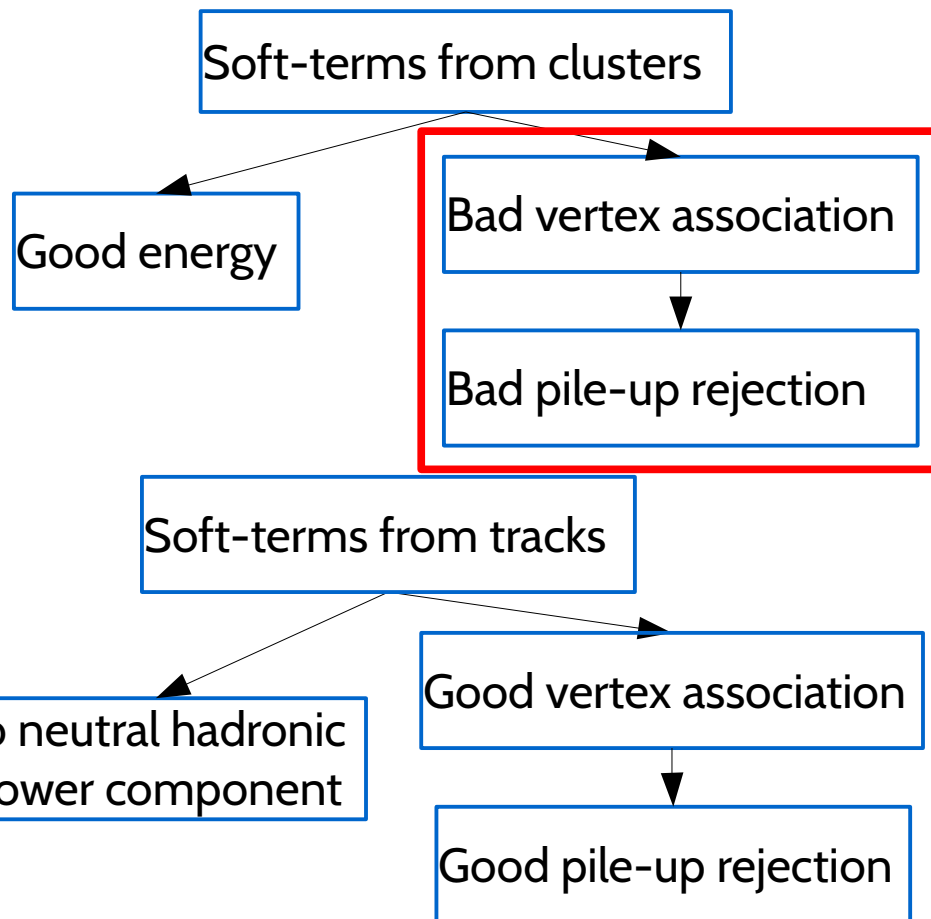 Soft-terms from clusters
Good energy
Bad vertex association
Bad pile-up rejection
Soft-terms from tracks
neutral hadronic
component
Good vertex association
Good pile-up rejection